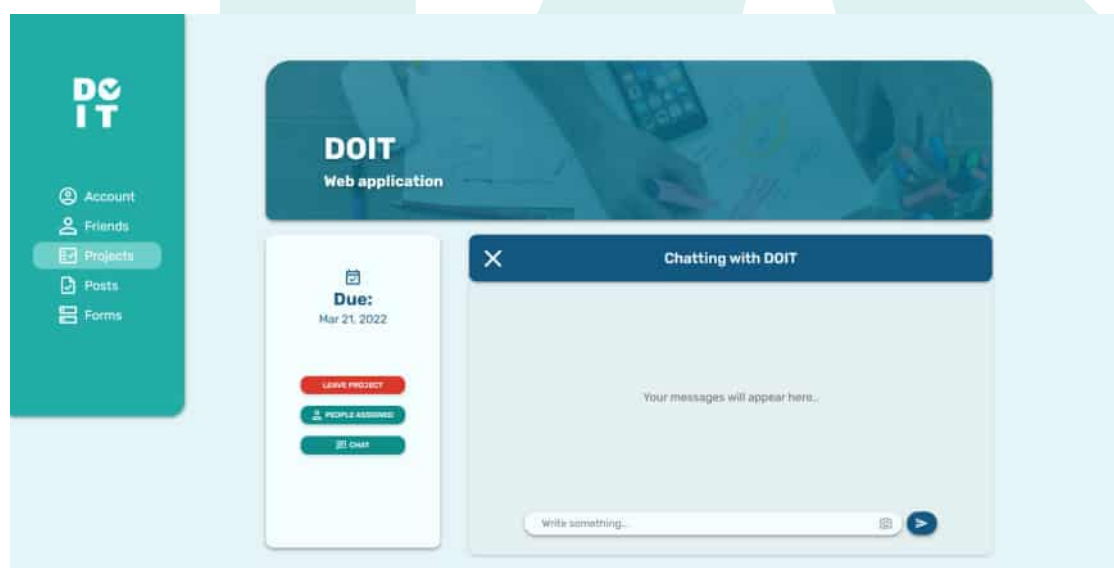 DO
IT
Account
Friends
Projects
Posts
Forms
DOIT
Web application
Due:
Mar 21, 2022
LEAVE PROJECT
PEOPLE ASSIGNED
CHAT
Chatting with DOIT
Your messages will appear here..
Write something..